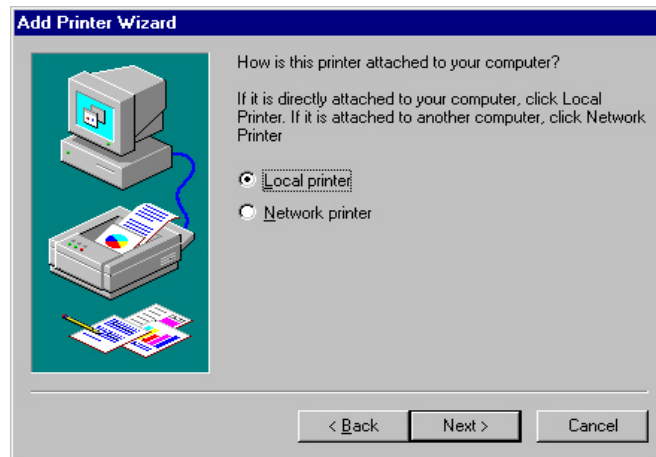 Add Printer Wizard
How is this printer attached to your computer?
If it is directly attached to your computer, click Local
Printer. If it is attached to another computer, click Network
Printer
Local printer
Network printer
< Back
Next >
Cancel